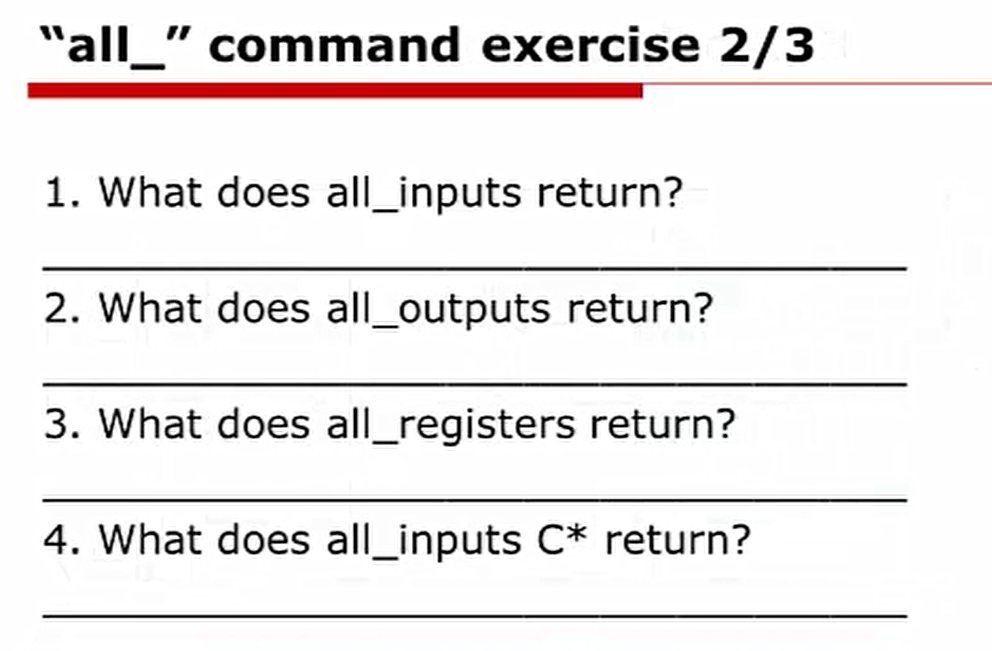 “all_” command exercise 2/3
1. What does all_inputs return?
2. What does all_outputs return?
3. What does all_registers return?
4. What does all_inputs C* return?